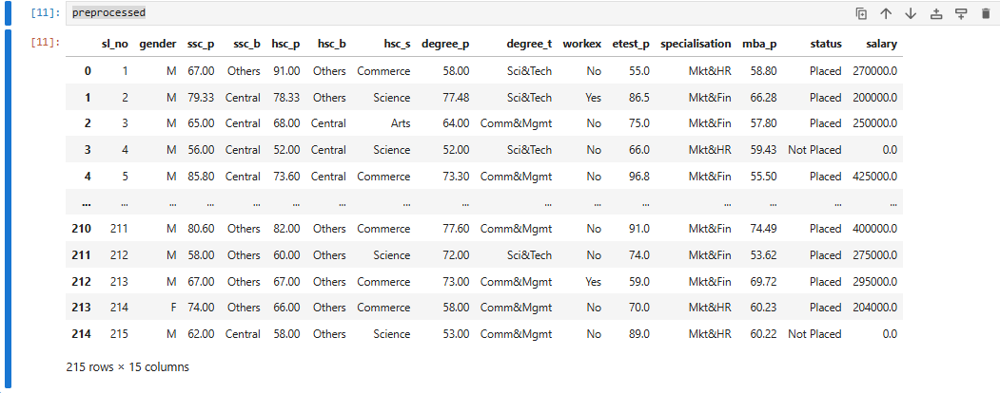 [11]: preprocessed
[11]:
sl_no gender ssc_p ssc_b hsc_p hsc_b hsc_s degree_p degree_t workex etest_p specialisation mba_p status salary
0 1 M 67.00 Others 91.00 Others Commerce 58.00 Sci&Tech No 55.0 Mkt&HR 58.80 Placed 270000.0
1 2 M 79.33 Central 78.33 Others Science 77.48 Sci&Tech Yes 86.5 Mkt&Fin 66.28 Placed 200000.0
2 3 M 65.00 Central 68.00 Central Arts 64.00 Comm&Mgmt No 75.0 Mkt&Fin 57.80 Placed 250000.0
3 4 M 56.00 Central 52.00 Central Science 52.00 Sci&Tech No 66.0 Mkt&HR 59.43 Not Placed 0.0
4 5 M 85.80 Central 73.60 Central Commerce 73.30 Comm&Mgmt No 96.8 Mkt&Fin 55.50 Placed 425000.0
... ... ... ... ... ... ... ... ... ... ... ... ... ... ... ...
210 211 M 80.60 Others 82.00 Others Commerce 77.60 Comm&Mgmt No 91.0 Mkt&Fin 74.49 Placed 400000.0
211 212 M 58.00 Others 60.00 Others Science 72.00 Sci&Tech No 74.0 Mkt&Fin 53.62 Placed 275000.0
212 213 M 67.00 Others 67.00 Others Commerce 73.00 Comm&Mgmt Yes 59.0 Mkt&Fin 69.72 Placed 295000.0
213 214 F 74.00 Others 66.00 Others Commerce 58.00 Comm&Mgmt No 70.0 Mkt&HR 60.23 Placed 204000.0
214 215 M 62.00 Central 58.00 Others Science 53.00 Comm&Mgmt No 89.0 Mkt&HR 60.22 Not Placed 0.0
215 rows × 15 columns